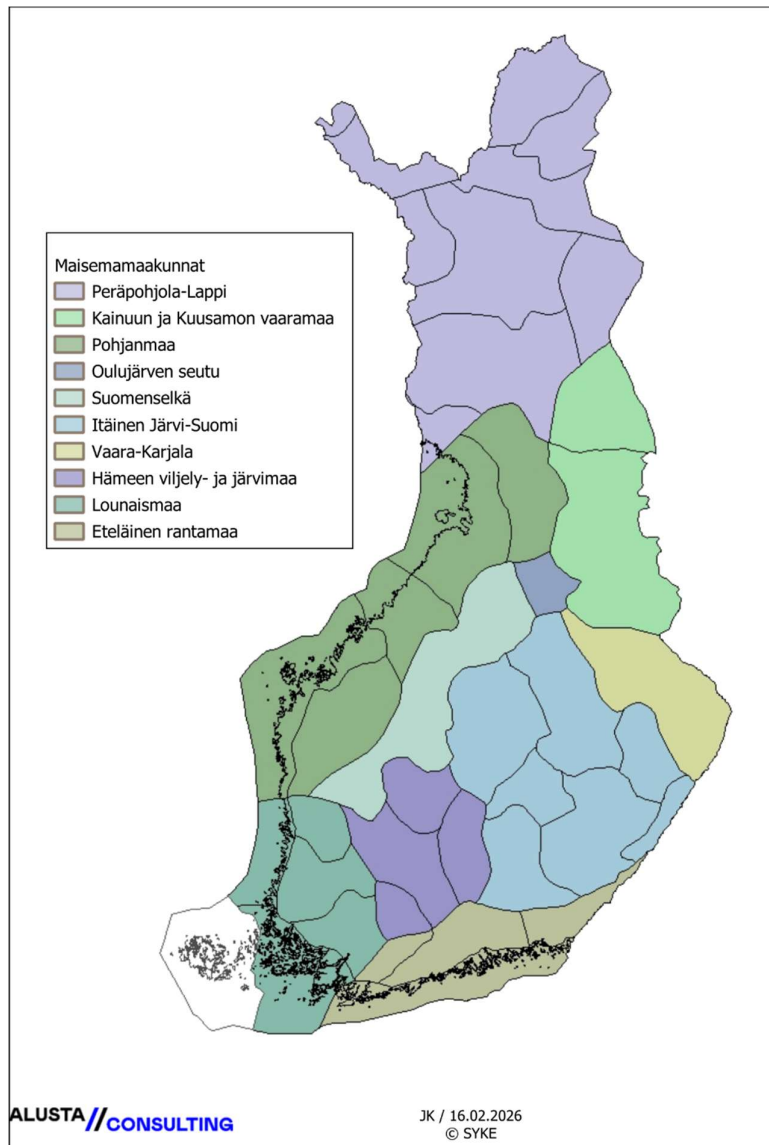 Maisemamaakunnat
Peräpohjola-Lappi
Kainuun ja Kuusamon vaaramaa
Pohjanmaa
Oulujärven seutu
Suomenselkä
Itäinen Järvi-Suomi
Vaara-Karjala
Hämeen viljely- ja järvimaa
Lounaismaa
Eteläinen rantamaa
ALUSTA//CONSULTING
JK / 16.02.2026
© SYKE